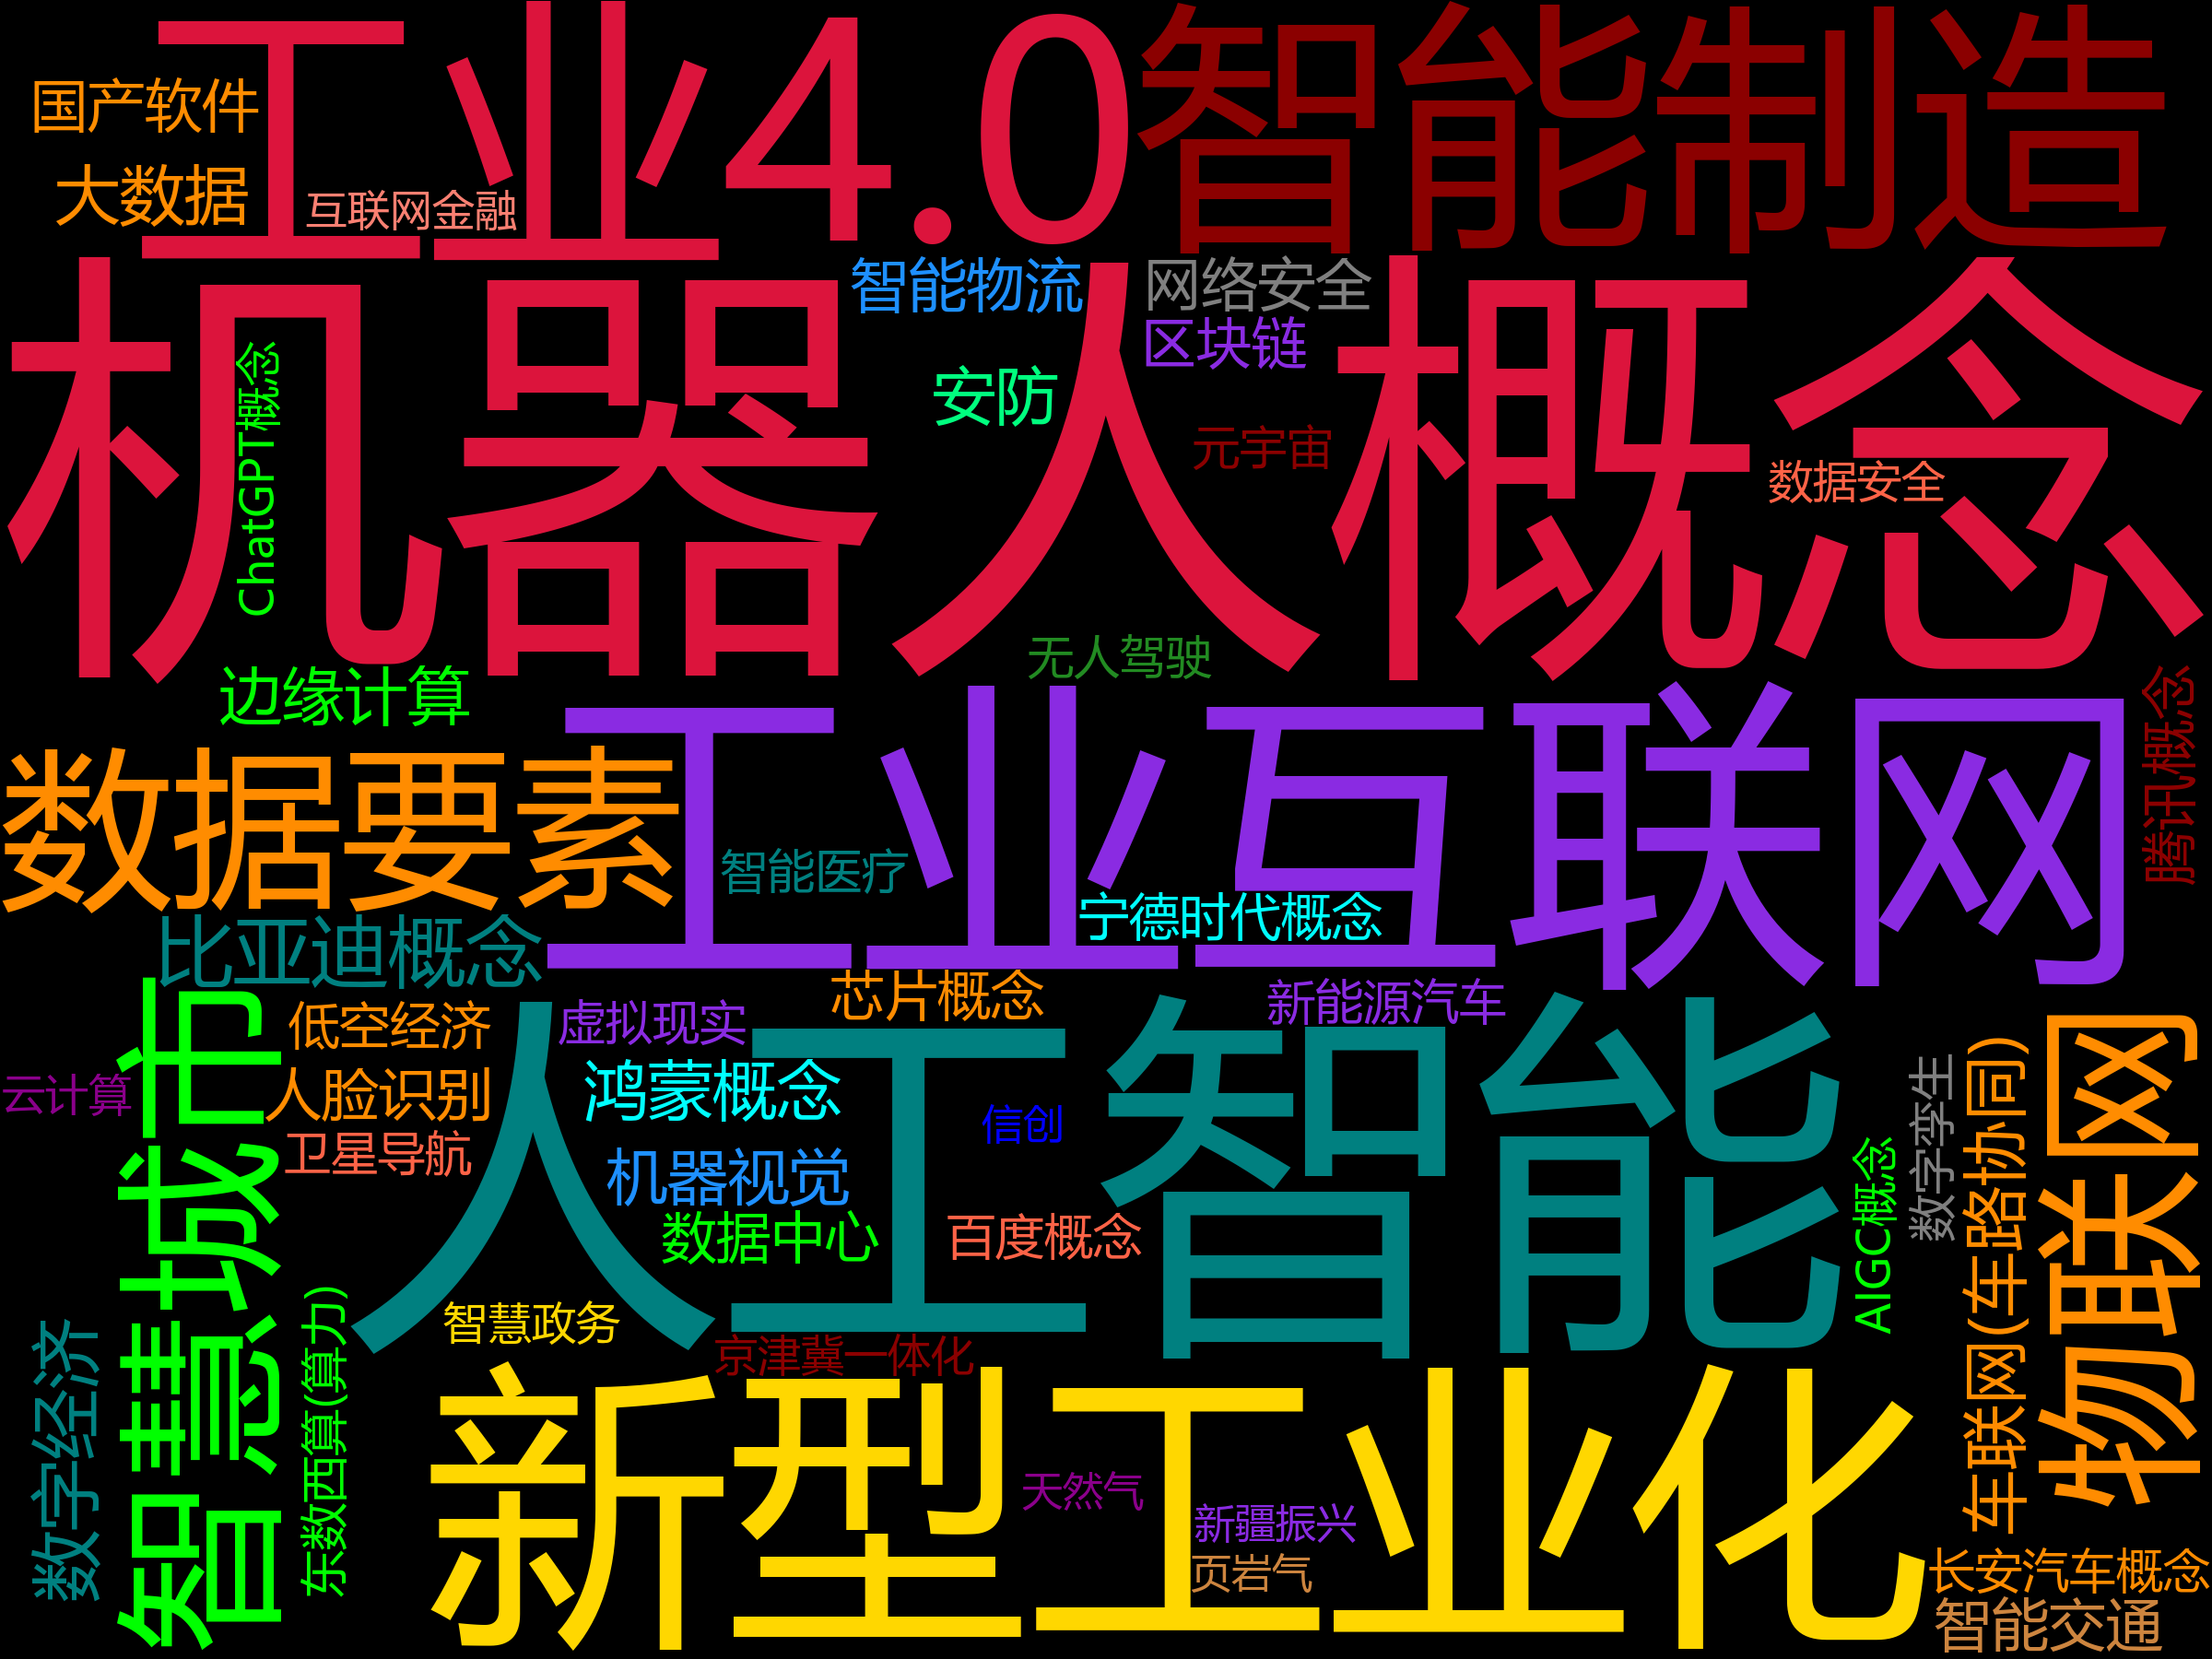 工业4.0
智能制造
国产软件
大数据
互联网金融
机器人概念
智能物流
网络安全
区块链
安防
元宇宙
数据安全
ChatGPT概念
无人驾驶
边缘计算
工业互联网
腾讯概念
数据要素
智能医疗
宁德时代概念
比亚迪概念
芯片概念
新能源汽车
虚拟现实
低空经济
人工智能
物联网
智慧城市
鸿蒙概念
人脸识别
云计算
信创
卫星导航
机器视觉
数据中心
百度概念
AIGC概念
数字孪生
车联网(车路协同)
智慧政务
京津冀一体化
数字经济
东数西算(算力)
新型工业化
天然气
新疆振兴
页岩气
长安汽车概念
智能交通